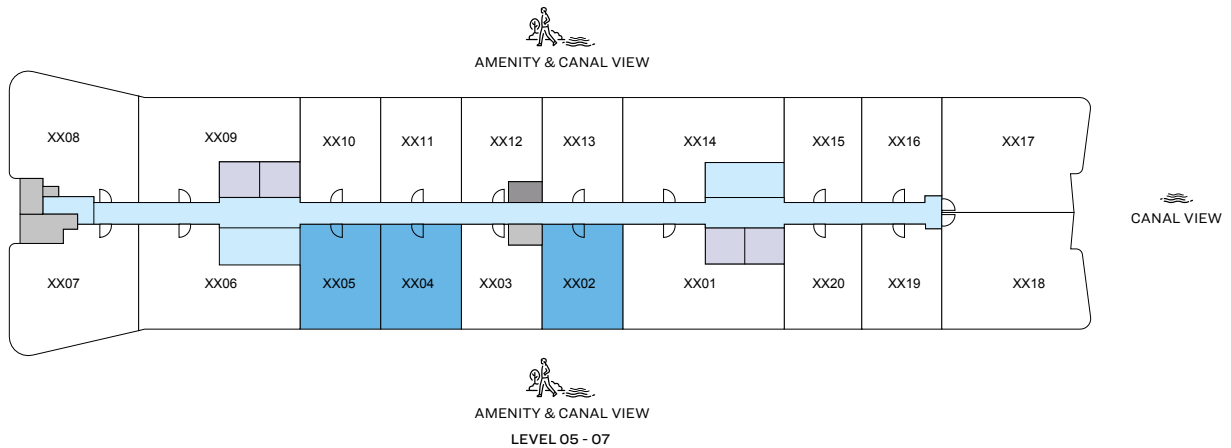 AMENITY & CANAL VIEW
XX08
XX09
XX10
XX11
XX12
XX13
XX14
XX15
XX16
XX17
CANAL VIEW
XX07
XX06
XX05
XX04
XX03
XX02
XX01
XX20
XX19
XX18
AMENITY & CANAL VIEW
LEVEL 05 - 07